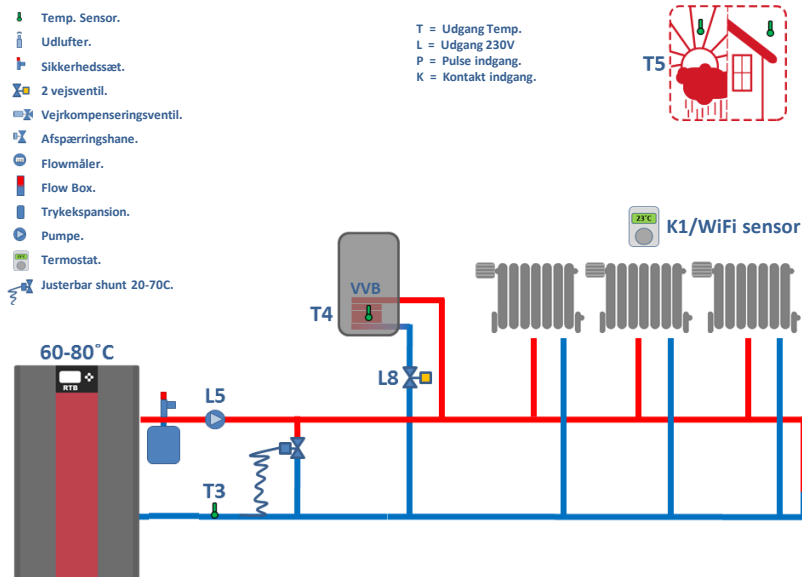 Temp. Sensor.
Udlufter.
Sikkerhedssæt.
2 vejsventil.
Vejrkompenseringsventil.
Afspærringshane.
Flowmåler.
Flow Box.
Trykekspansion.
Pumpe.
Termostat.
Justerbar shunt 20-70C.
T = Udgang Temp.
L = Udgang 230V
P = Pulse indgang.
K = Kontakt indgang.
T5
23°C
K1/WiFi sensor
VVB
T4
60-80°C
RTB
L5
L8
T3